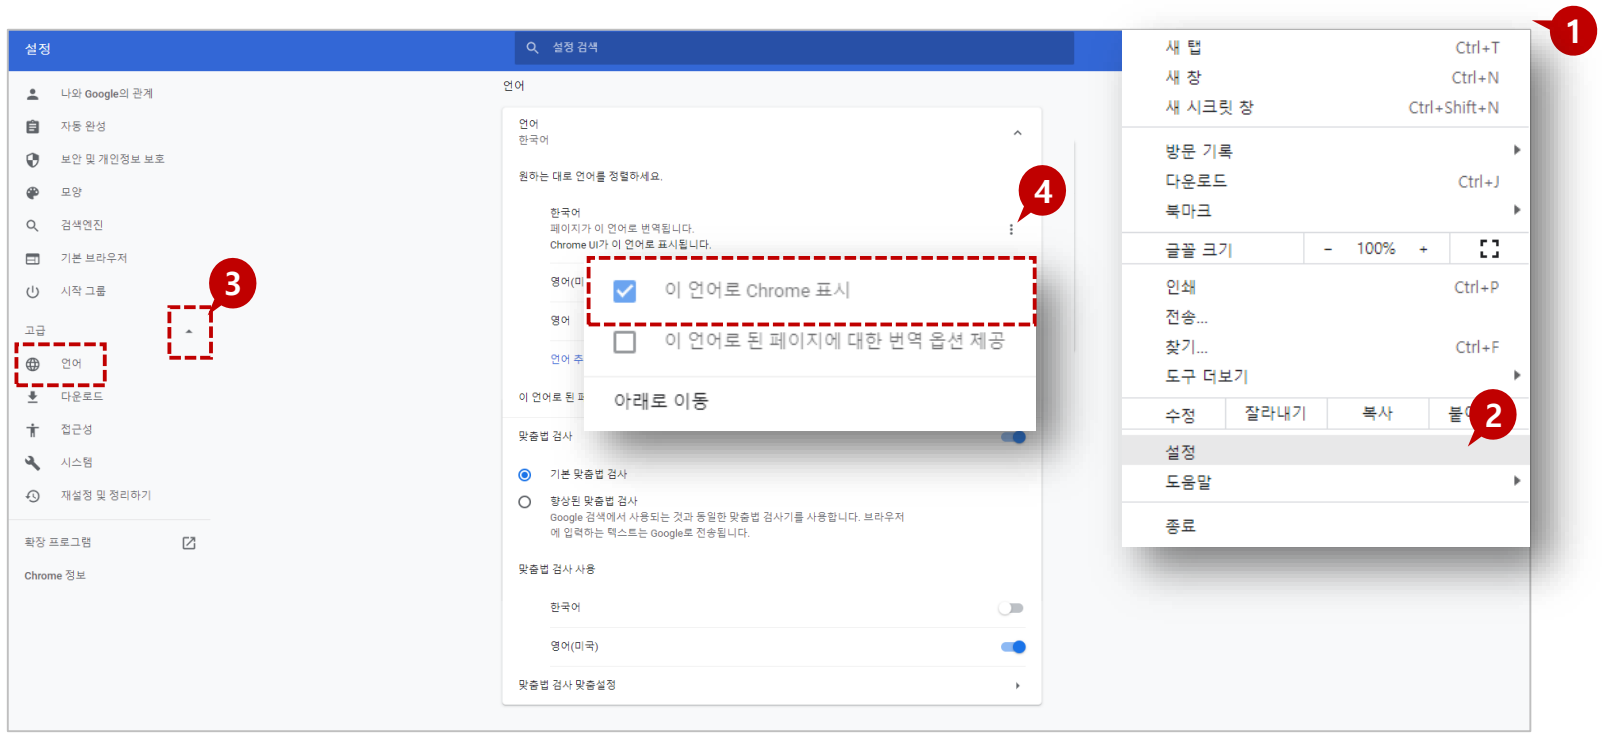 설정
설정 검색
나와 Google의 관계
자동 완성
보안 및 개인정보 보호
모양
검색엔진
기본 브라우저
시작 그룹
고급
언어
다운로드
접근성
시스템
재설정 및 정리하기
확장 프로그램
Chrome 정보
3
언어
언어
한국어
원하는 대로 언어를 정렬하세요.
한국어
페이지가 이 언어로 번역됩니다.
Chrome UI가 이 언어로 표시됩니다.
4
영어(미
영어
언어 추
이 언어로 된
이 언어로 Chrome 표시
이 언어로 된 페이지에 대한 번역 옵션 제공
아래로 이동
맞춤법 검사
기본 맞춤법 검사
향상된 맞춤법 검사
Google 검색에서 사용되는 것과 동일한 맞춤법 검사기를 사용합니다. 브라우저
에 입력하는 텍스트는 Google로 전송됩니다.
맞춤법 검사 사용
한국어
영어(미국)
맞춤법 검사 맞춤설정
1
새 탭 Ctrl+T
새 창 Ctrl+N
새 시크릿 창 Ctrl+Shift+N
방문 기록
다운로드 Ctrl+J
북마크
글꼴 크기 - 100% +
인쇄 Ctrl+P
전송...
찾기... Ctrl+F
도구 더보기
수정 잘라내기 복사
2
설정
도움말
종료